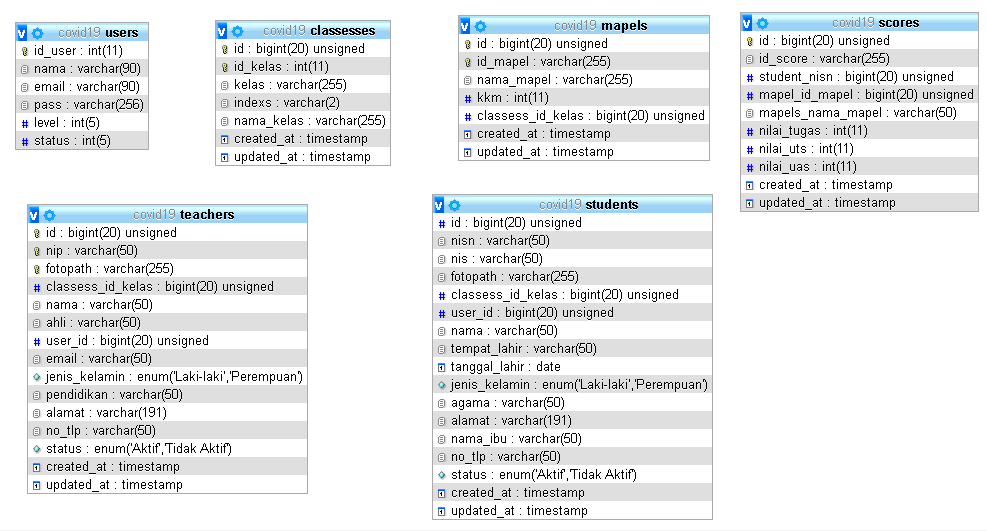 covid19 users
id_user : int(11)
nama : varchar(90)
email : varchar(90)
pass : varchar(256)
level : int(5)
status : int(5)
covid19 classesses
id : bigint(20) unsigned
id_kelas : int(11)
kelas : varchar(255)
indexs : varchar(2)
nama_kelas : varchar(255)
created_at : timestamp
updated_at : timestamp
covid19 mapels
id : bigint(20) unsigned
id_mapel : varchar(255)
nama_mapel : varchar(255)
kkm : int(11)
classess_id_kelas : bigint(20) unsigned
created_at : timestamp
updated_at : timestamp
covid19 scores
id : bigint(20) unsigned
id_score : varchar(255)
student_nisn : bigint(20) unsigned
mapel_id_mapel : bigint(20) unsigned
mapels_nama_mapel : varchar(50)
nilai_tugas : int(11)
nilai_uts : int(11)
nilai_uas : int(11)
created_at : timestamp
updated_at : timestamp
covid19 teachers
id : bigint(20) unsigned
nip : varchar(50)
fotopath : varchar(255)
classess_id_kelas : bigint(20) unsigned
nama : varchar(50)
ahli : varchar(50)
user_id : bigint(20) unsigned
email : varchar(50)
jenis_kelamin : enum('Laki-laki','Perempuan')
pendidikan : varchar(50)
alamat : varchar(191)
no_tlp : varchar(50)
status : enum('Aktif','Tidak Aktif')
created_at : timestamp
updated_at : timestamp
covid19 students
id : bigint(20) unsigned
nisn : varchar(50)
nis : varchar(50)
fotopath : varchar(255)
classess_id_kelas : bigint(20) unsigned
user_id : bigint(20) unsigned
nama : varchar(50)
tempat_lahir : varchar(50)
tanggal_lahir : date
jenis_kelamin : enum('Laki-laki','Perempuan')
agama : varchar(50)
alamat : varchar(191)
nama_ibu : varchar(50)
no_tlp : varchar(50)
status : enum('Aktif','Tidak Aktif')
created_at : timestamp
updated_at : timestamp